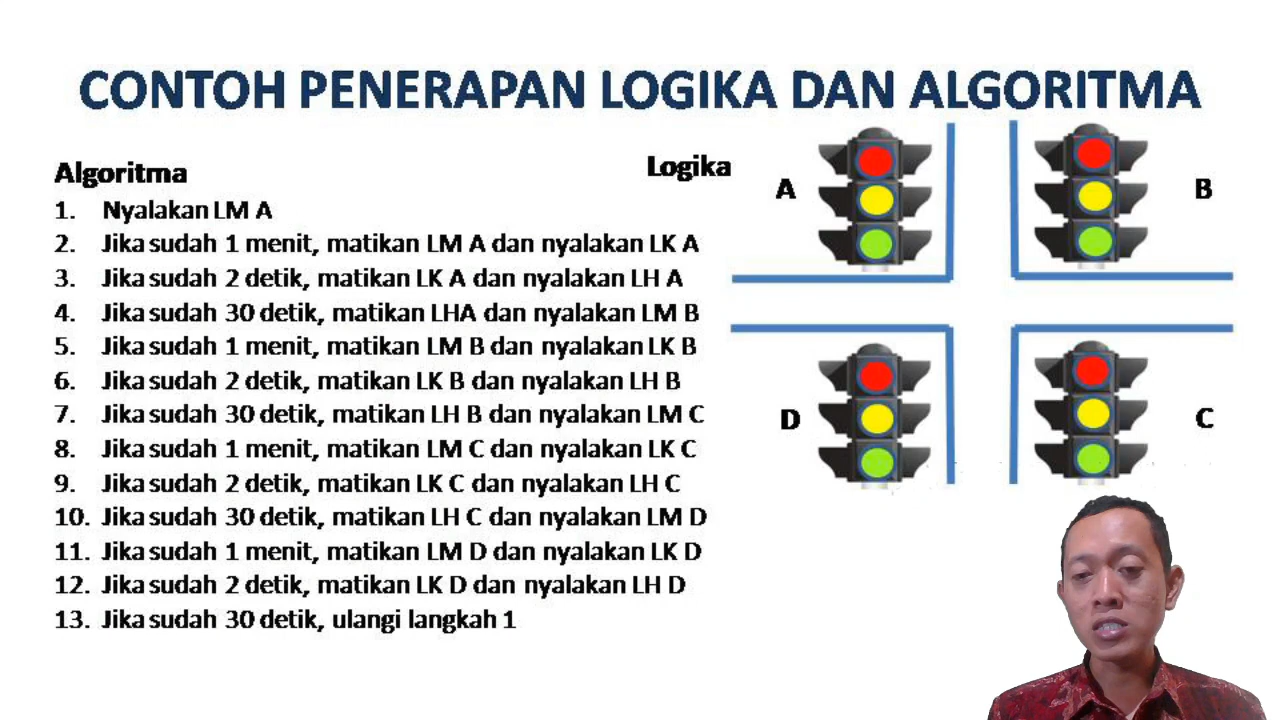 CONTOH PENERAPAN LOGIKA DAN ALGORITMA
Algoritma
1. Nyalakan LM A
2. Jika sudah 1 menit, matikan LM A dan nyalakan LK A
3. Jika sudah 2 detik, matikan LK A dan nyalakan LH A
4. Jika sudah 30 detik, matikan LHA dan nyalakan LM B
5. Jika sudah 1 menit, matikan LM B dan nyalakan LK B
6. Jika sudah 2 detik, matikan LK B dan nyalakan LH B
7. Jika sudah 30 detik, matikan LH B dan nyalakan LM C
8. Jika sudah 1 menit, matikan LM C dan nyalakan LK C
9. Jika sudah 2 detik, matikan LK C dan nyalakan LH C
10. Jika sudah 30 detik, matikan LH C dan nyalakan LM D
11. Jika sudah 1 menit, matikan LM D dan nyalakan LK D
12. Jika sudah 2 detik, matikan LK D dan nyalakan LH D
13. Jika sudah 30 detik, ulangi langkah 1
Logika
A
B
D
C